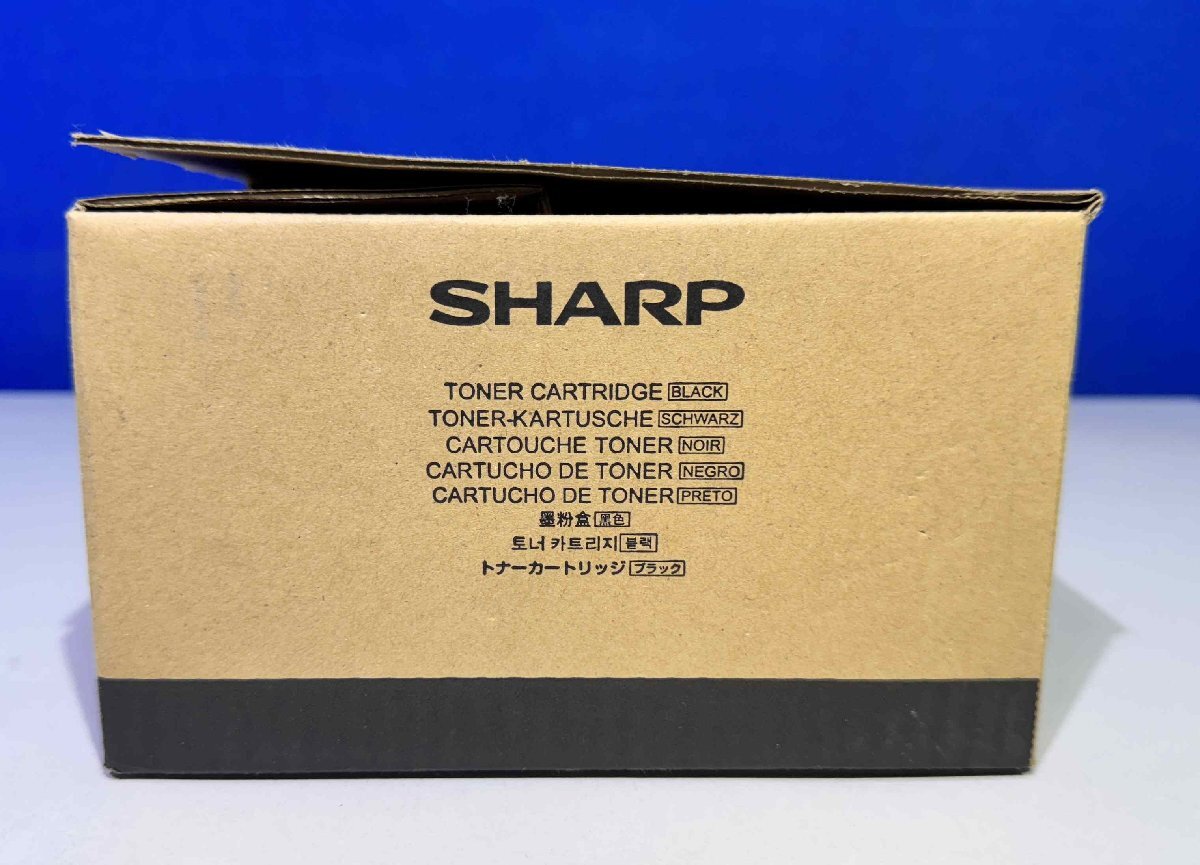 SHARP
TONER CARTRIDGE BLACK
TONER-KARTUSCHE SCHWARZ
CARTOUCHE TONER NOIR
CARTUCHO DE TONER NEGRO
CARTUCHO DE TONER PRETO
墨粉盒 黑色
토너 카트리지 블랙
トナーカートリッジ ブラック